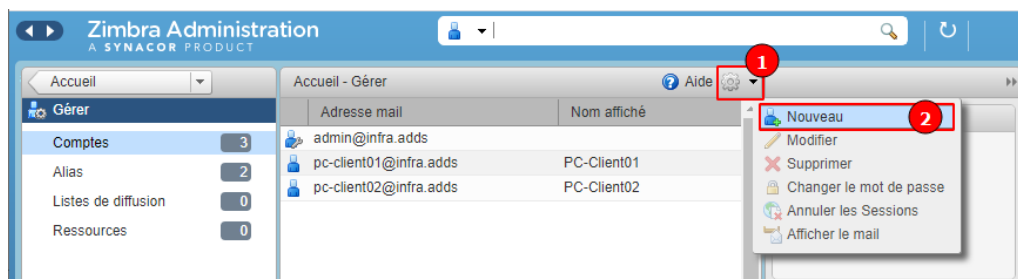 Zimbra Administration
A SYNACOR PRODUCT
1
Accueil
Accueil - Gérer
Aide
Gérer
Adresse mail Nom affiché
Nouveau 2
Comptes 3
admin@infra.adds
Modifier
pc-client01@infra.adds PC-Client01
Supprimer
Alias 2
pc-client02@infra.adds PC-Client02
Changer le mot de passe
Listes de diffusion 0
Annuler les Sessions
Ressources 0
Afficher le mail